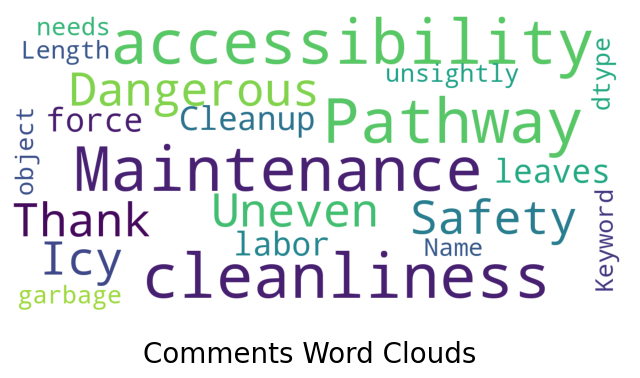 needs
accessibility
Length
unsightly
dtype
Dangerous
object
force
Cleanup
Pathway
Maintenance
leaves
Thank
Uneven
Safety
Keyword
Icy
labor
Name
garbage
cleanliness
Comments Word Clouds